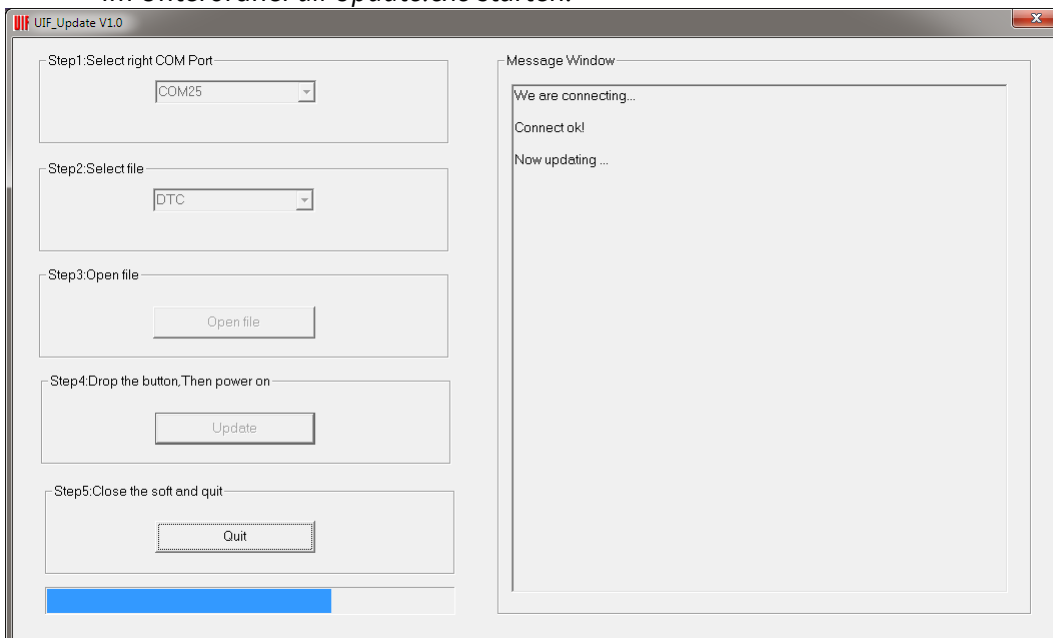 UIF UIF_Update V1.0
Step1:Select right COM Port
COM25
Step2:Select file
DTC
Step3:Open file
Open file
Step4:Drop the button,Then power on
Update
Step5:Close the soft and quit
Quit
Message Window
We are connecting...
Connect ok!
Now updating ...